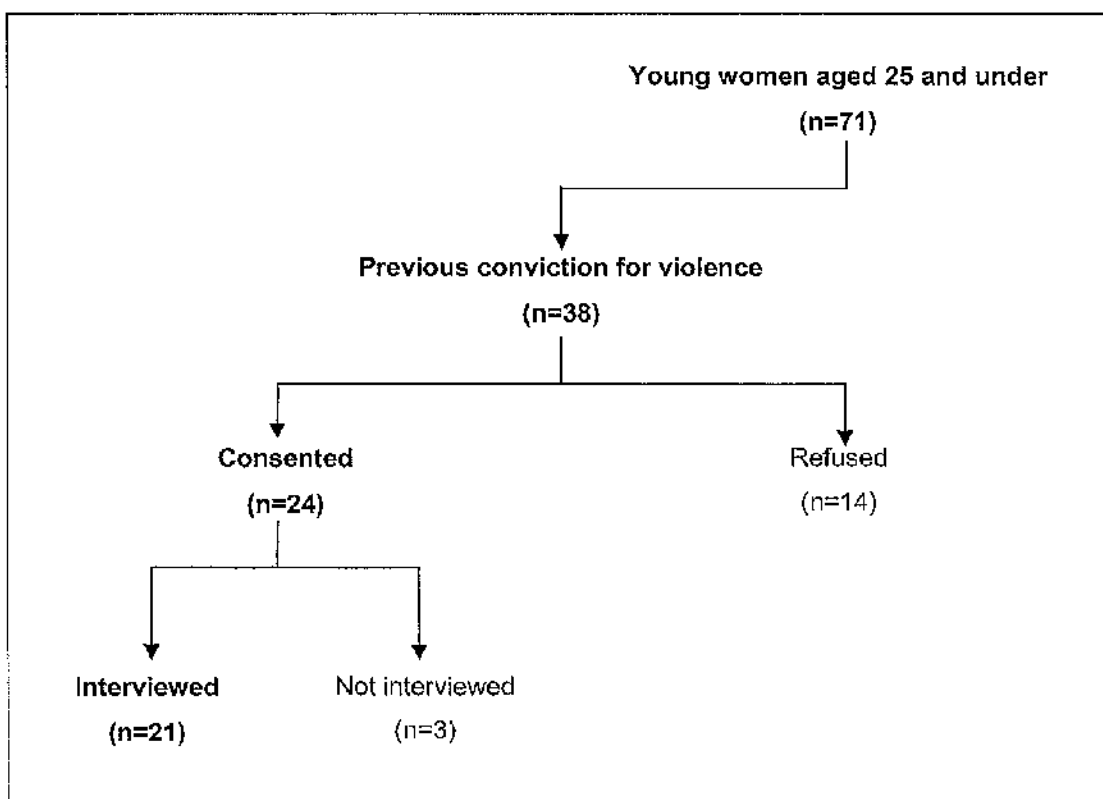 Young women aged 25 and under
(n=71)
Previous conviction for violence
(n=38)
Consented
(n=24)
Refused
(n=14)
Interviewed
(n=21)
Not interviewed
(n=3)